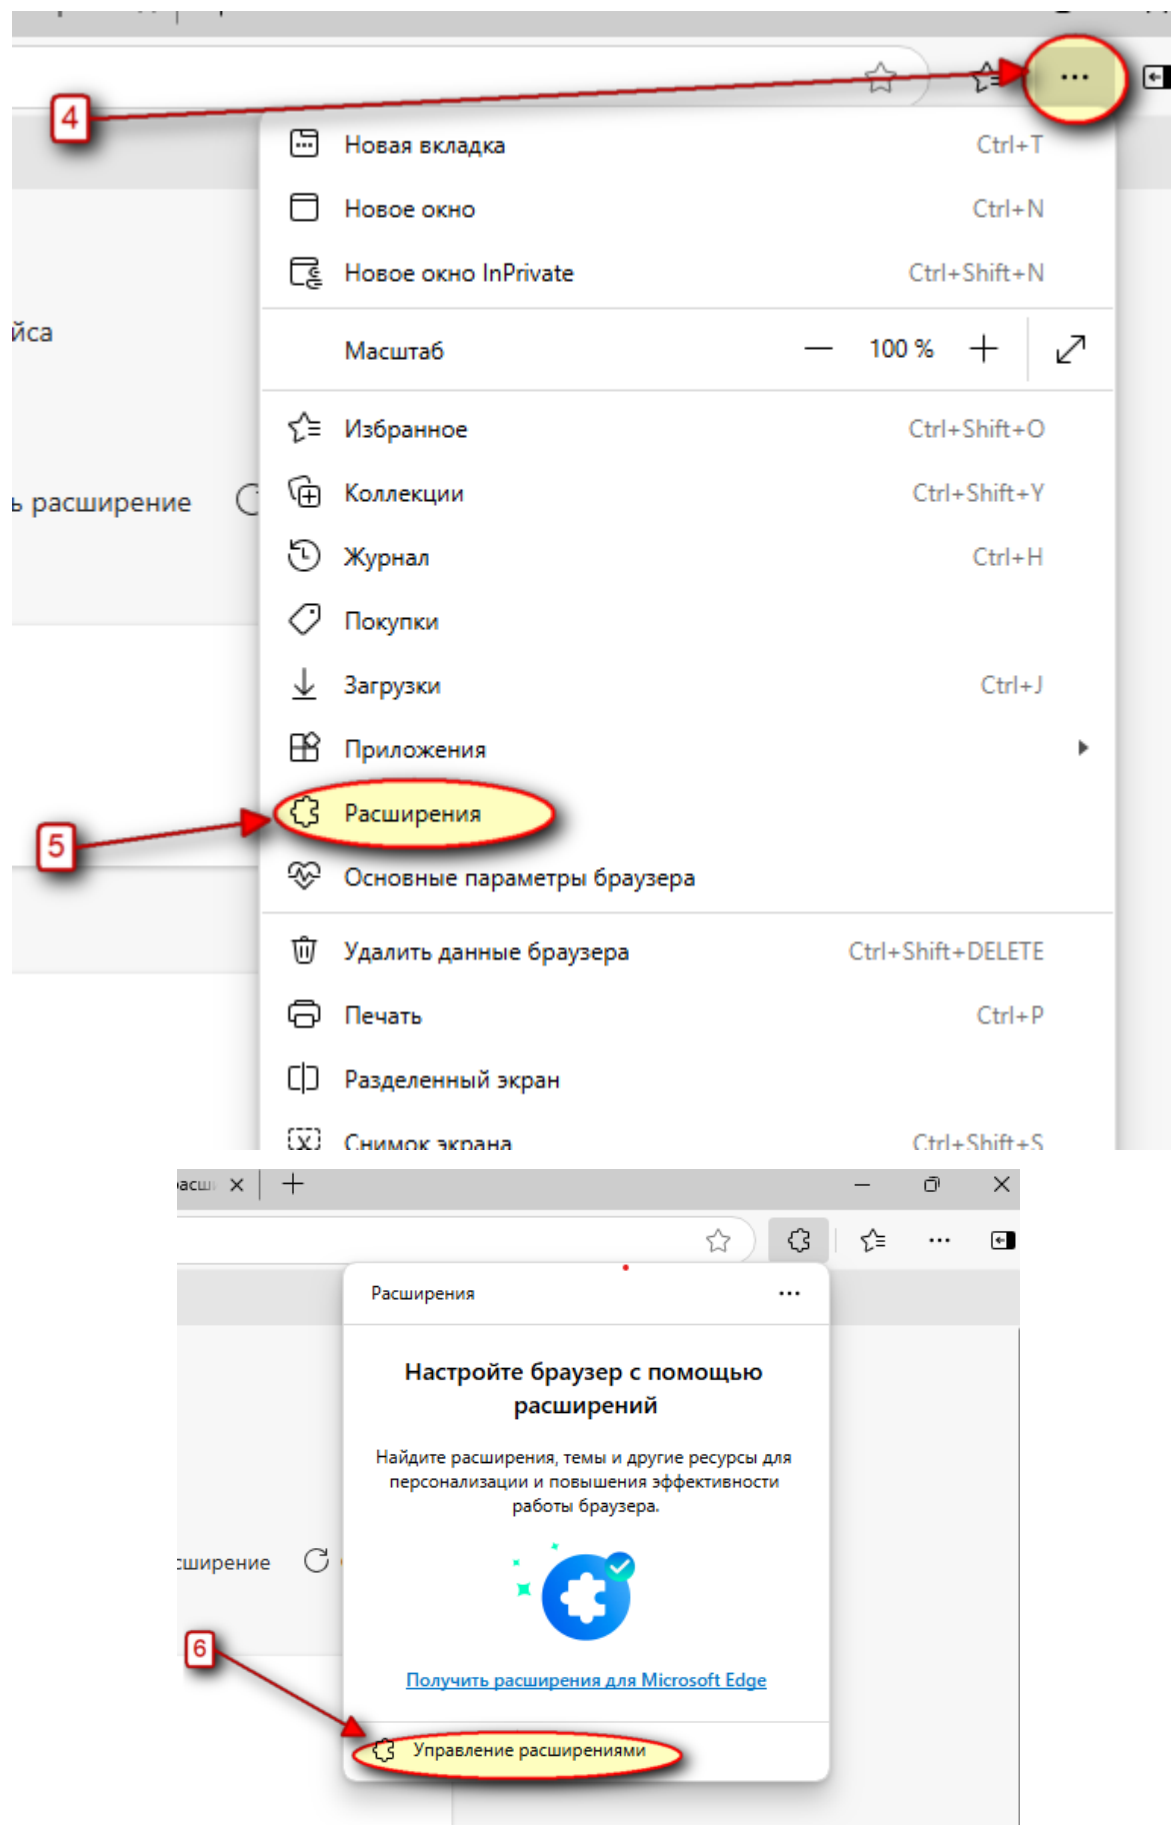 4
Новая вкладка Ctrl+T
Новое окно Ctrl+N
Новое окно InPrivate Ctrl+Shift+N
йса
Масштаб — 100 % +
Избранное Ctrl+Shift+O
Коллекции Ctrl+Shift+Y
ь расширение
Журнал Ctrl+H
Покупки
Загрузки Ctrl+J
Приложения
Расширения
5
Основные параметры браузера
Удалить данные браузера Ctrl+Shift+DELETE
Печать Ctrl+P
Разделенный экран
Снимок экрана Ctrl+Shift+S
расши
Расширения
Настройте браузер с помощью
расширений
Найдите расширения, темы и другие ресурсы для
персонализации и повышения эффективности
работы браузера.
сширение
6
Получить расширения для Microsoft Edge
Управление расширениями